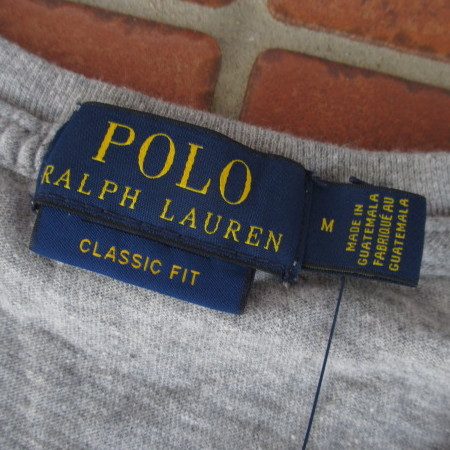 POLO
RALPH LAUREN
CLASSIC FIT
M
MADE IN
GUATEMALA
FABRIQUÉ AU
GUATEMALA